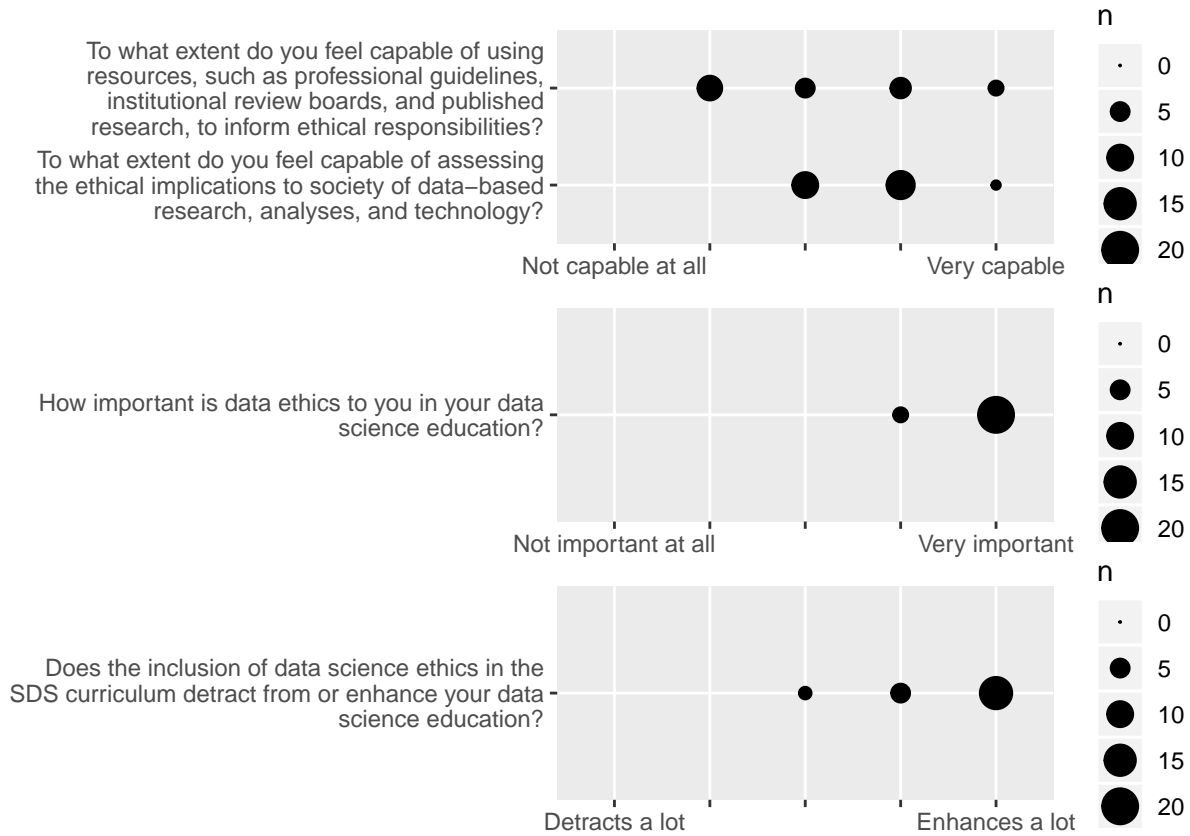 To what extent do you feel capable of using
resources, such as professional guidelines,
institutional review boards, and published
research, to inform ethical responsibilities?
To what extent do you feel capable of assessing
the ethical implications to society of data−based
research, analyses, and technology?
Not capable at all
Very capable
n
0
5
10
15
20
How important is data ethics to you in your data
science education?
Not important at all
Very important
n
0
5
10
15
20
Does the inclusion of data science ethics in the
SDS curriculum detract from or enhance your data
science education?
Detracts a lot
Enhances a lot
n
0
5
10
15
20